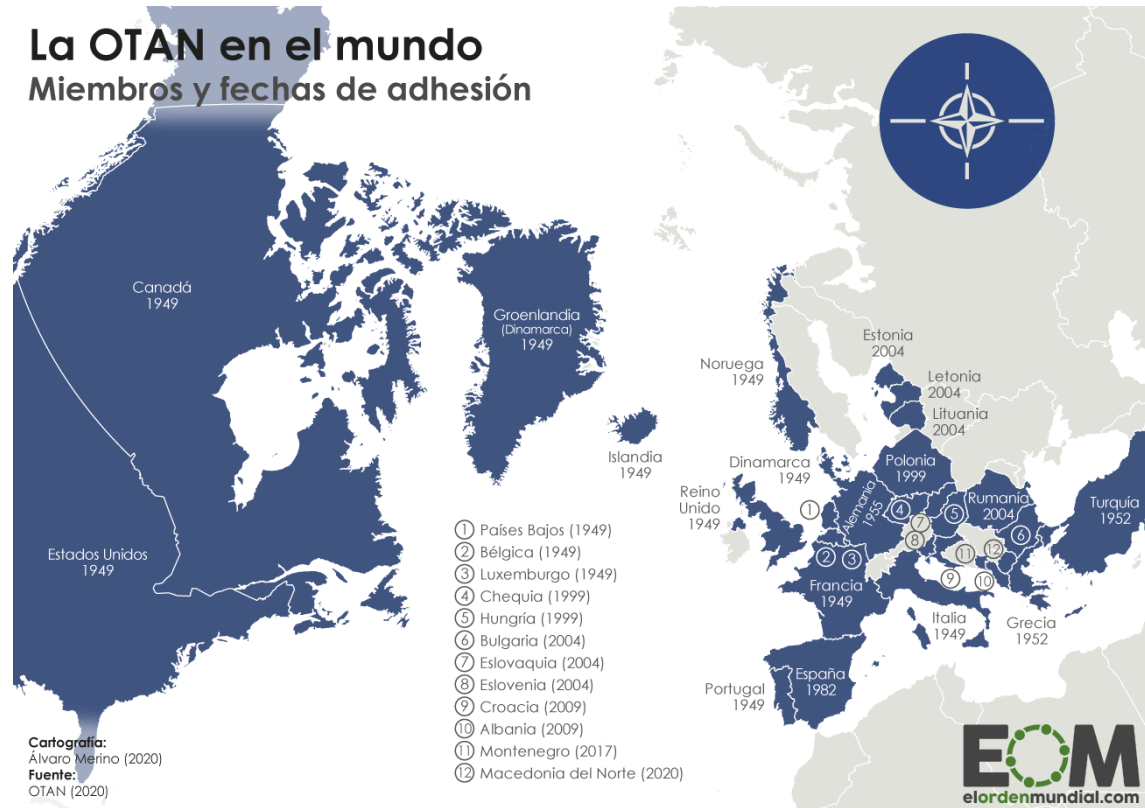 La OTAN en el mundo
Miembros y fechas de adhesión
Canadá
1949
Groenlandia
(Dinamarca)
1949
Estados Unidos
1949
Islandia
1949
Noruega
1949
Estonia
2004
Letonia
2004
Lituania
2004
Dinamarca
1949
Polonia
1999
Reino
Unido
1949
Alemania
1955
Rumanía
2004
Turquía
1952
1
4
7
5
6
8
2
3
11
12
9
10
Francia
1949
Italia
1949
Grecia
1952
España
1982
Portugal
1949
1 Países Bajos (1949)
2 Bélgica (1949)
3 Luxemburgo (1949)
4 Chequia (1999)
5 Hungría (1999)
6 Bulgaria (2004)
7 Eslovaquia (2004)
8 Eslovenia (2004)
9 Croacia (2009)
10 Albania (2009)
11 Montenegro (2017)
12 Macedonia del Norte (2020)
Cartografía:
Álvaro Merino (2020)
Fuente:
OTAN (2020)
EOM
elordenmundial.com